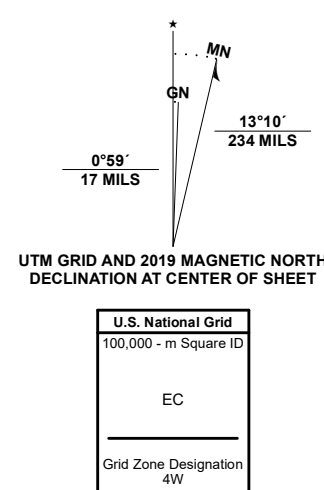 ★
MN
GN
13°10´
234 MILS
0°59´
17 MILS
UTM GRID AND 2019 MAGNETIC NORTH
DECLINATION AT CENTER OF SHEET
U.S. National Grid
100,000 - m Square ID
EC
Grid Zone Designation
4W